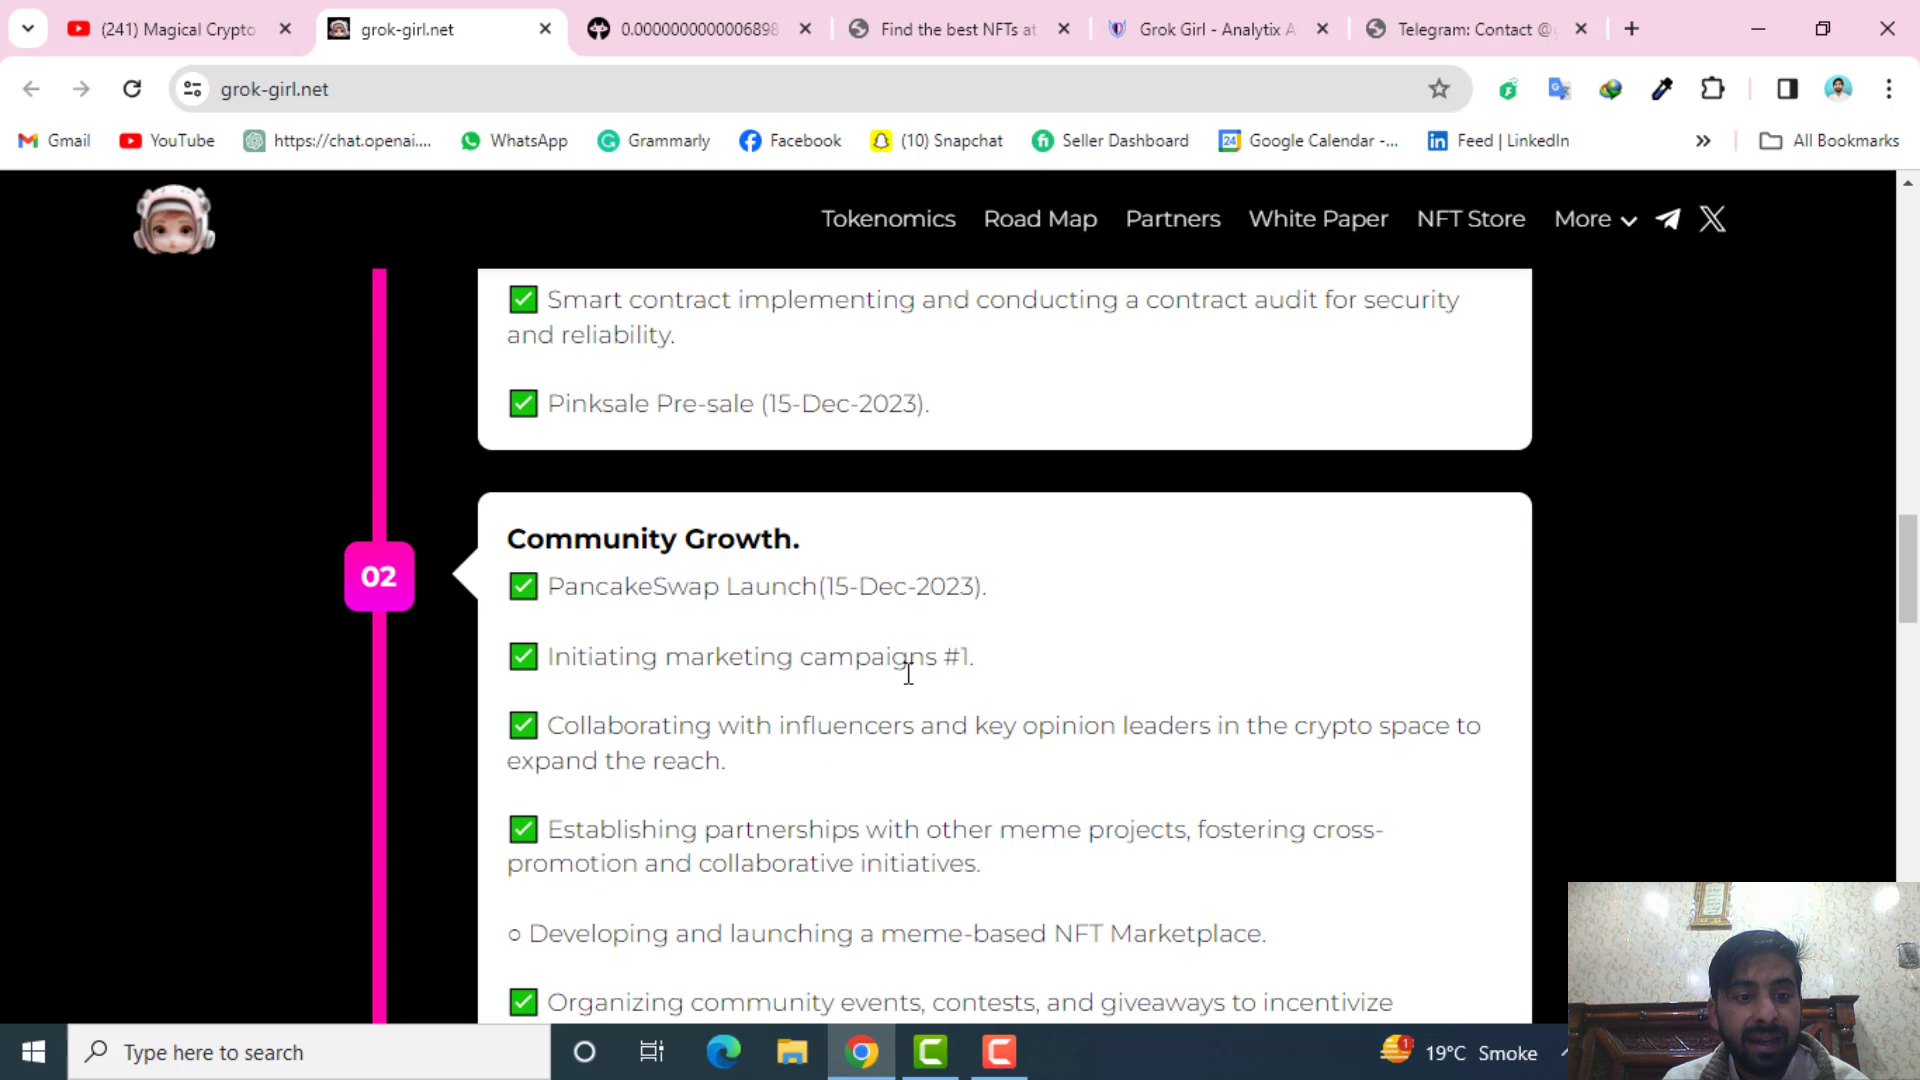 (241) Magical Crypto
grok-girl.net
0.0000000000006898
Find the best NFTs at
Grok Girl - Analytix A
Telegram: Contact @
grok-girl.net
Gmail
YouTube
https://chat.openai....
WhatsApp
Grammarly
Facebook
(10) Snapchat
Seller Dashboard
Google Calendar -...
Feed | LinkedIn
All Bookmarks
Tokenomics
Road Map
Partners
White Paper
NFT Store
More
✅ Smart contract implementing and conducting a contract audit for security
and reliability.
✅ Pinksale Pre-sale (15-Dec-2023).
02
Community Growth.
✅ PancakeSwap Launch(15-Dec-2023).
✅ Initiating marketing campaigns #1.
✅ Collaborating with influencers and key opinion leaders in the crypto space to
expand the reach.
✅ Establishing partnerships with other meme projects, fostering cross-
promotion and collaborative initiatives.
○ Developing and launching a meme-based NFT Marketplace.
✅ Organizing community events, contests, and giveaways to incentivize
Type here to search
19°C Smoke